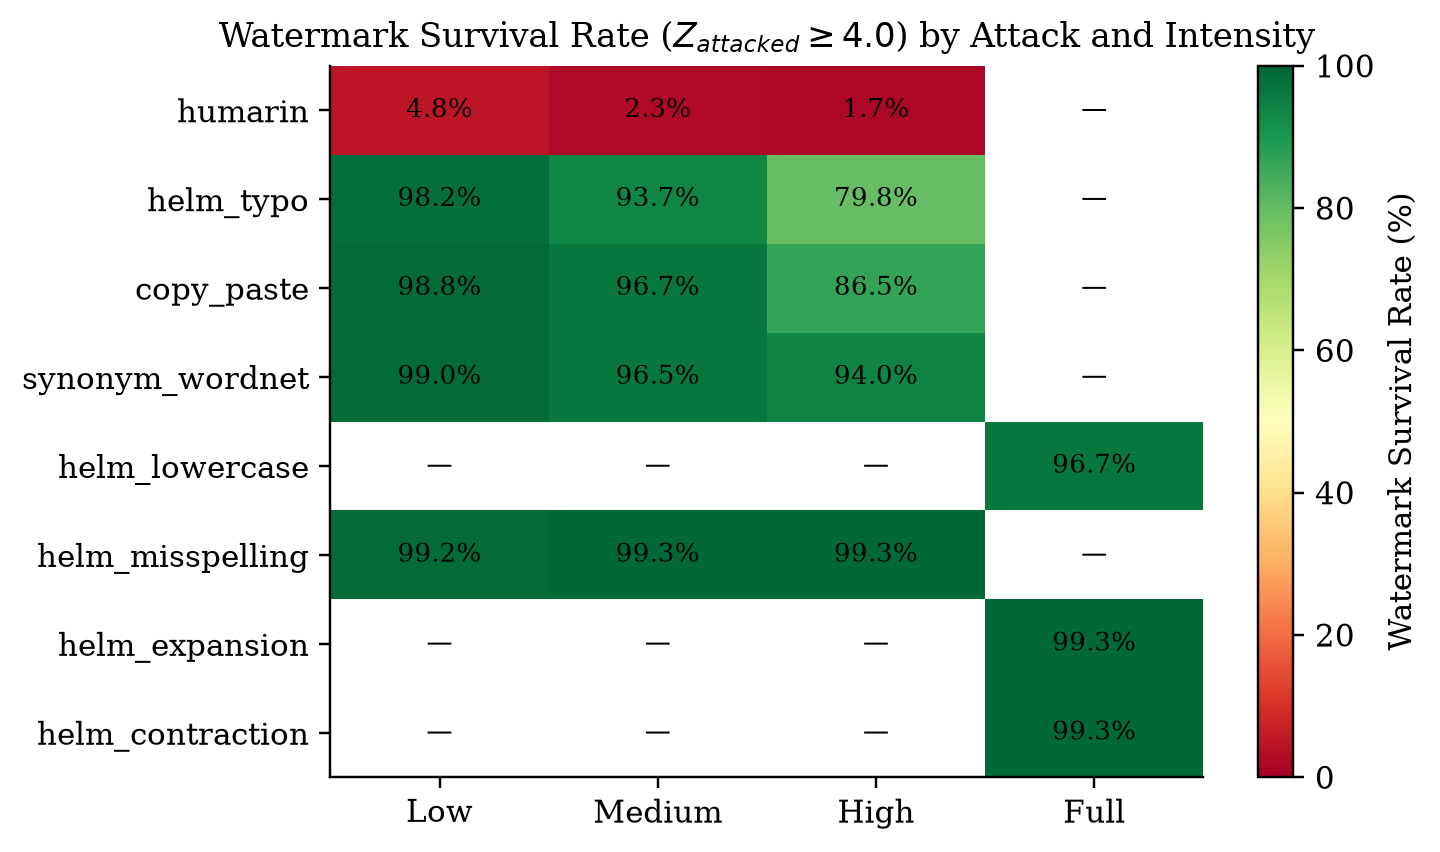 Watermark Survival Rate (Z_attacked ≥ 4.0) by Attack and Intensity
humarin 4.8% 2.3% 1.7% —
helm_typo 98.2% 93.7% 79.8% —
copy_paste 98.8% 96.7% 86.5% —
synonym_wordnet 99.0% 96.5% 94.0% —
helm_lowercase — — — 96.7%
helm_misspelling 99.2% 99.3% 99.3% —
helm_expansion — — — 99.3%
helm_contraction — — — 99.3%
Low Medium High Full
100
80
60
40
20
0
Watermark Survival Rate (%)